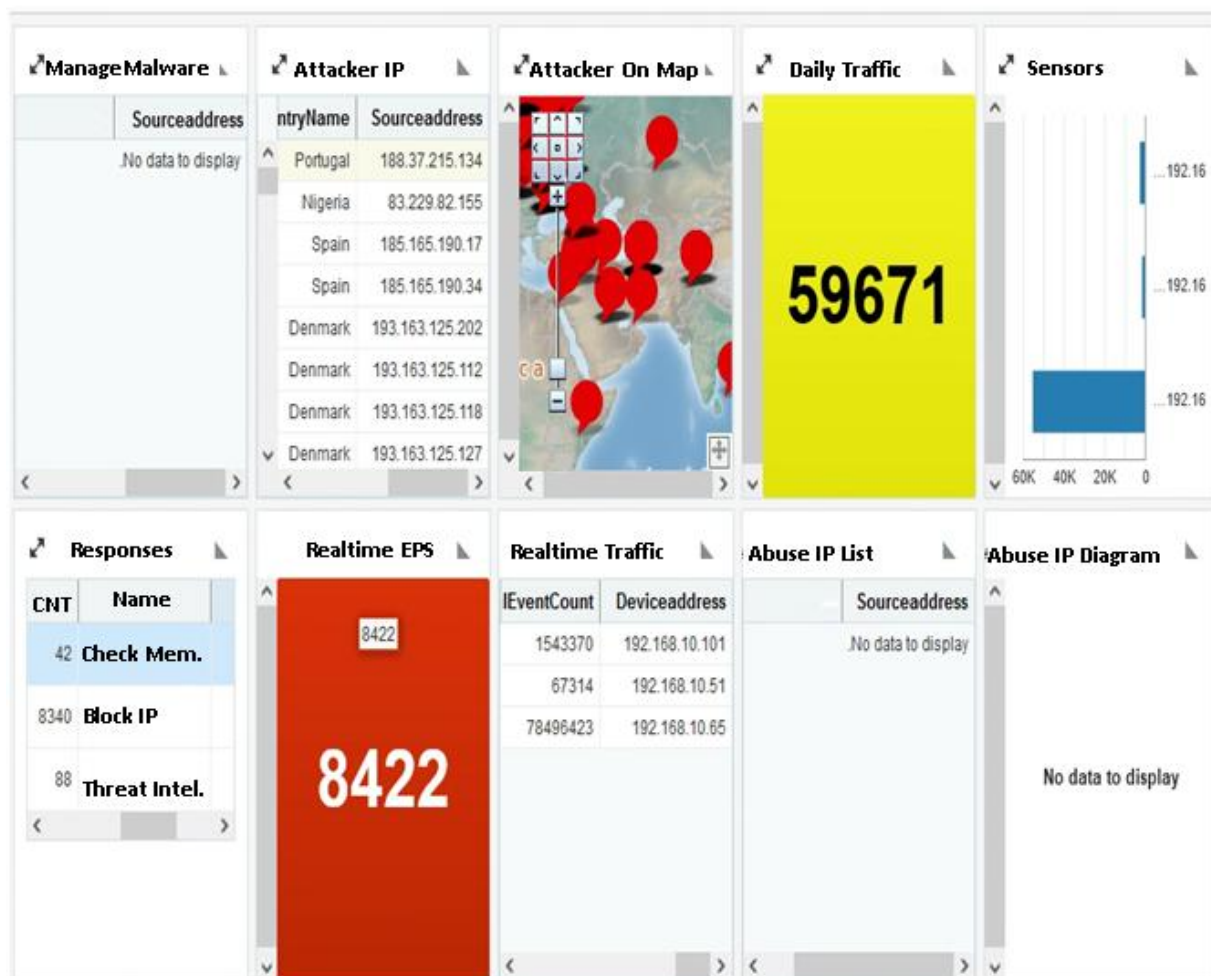 ManageMalware
Sourceaddress
.No data to display
Attacker IP
ntryName Sourceaddress
Portugal 188.37.215.134
Nigeria 83.229.82.155
Spain 185.165.190.17
Spain 185.165.190.34
Denmark 193.163.125.202
Denmark 193.163.125.112
Denmark 193.163.125.118
Denmark 193.163.125.127
Attacker On Map
c a
Daily Traffic
59671
Sensors
...192.16
...192.16
...192.16
60K 40K 20K 0
Responses
CNT Name
42 Check Mem.
8340 Block IP
88 Threat Intel.
Realtime EPS
8422
8422
Realtime Traffic
lEventCount Deviceaddress
1543370 192.168.10.101
67314 192.168.10.51
78496423 192.168.10.65
Abuse IP List
Sourceaddress
.No data to display
Abuse IP Diagram
No data to display